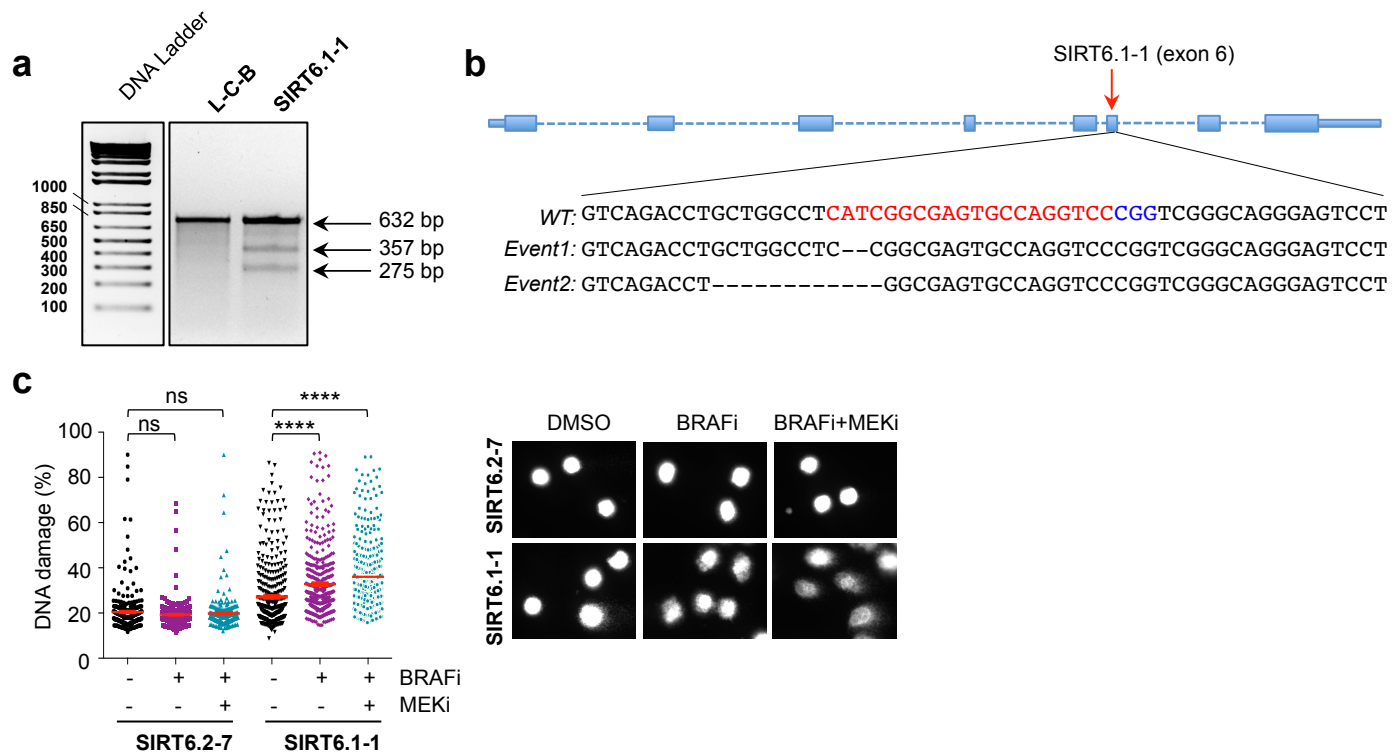 a
DNA Ladder
L-C-B
SIRT6.1-1
1000
850
650
500
400
300
200
100
632 bp
357 bp
275 bp
b
SIRT6.1-1 (exon 6)
WT: GTCAGACCTGCTGGCCTCATCGGCGAGTGCCAGGTCCCGGTCGGGCAGGGAGTCCT
Event1: GTCAGACCTGCTGGCCTC--CGGCGAGTGCCAGGTCCCGGTCGGGCAGGGAGTCCT
Event2: GTCAGACCT------------GGCGAGTGCCAGGTCCCGGTCGGGCAGGGAGTCCT
c
DNA damage (%)
100
80
60
40
20
0
ns
ns
****
****
- + + - + + BRAFi
- - + - - + MEKi
SIRT6.2-7 SIRT6.1-1
DMSO BRAFi BRAFi+MEKi
SIRT6.2-7
SIRT6.1-1